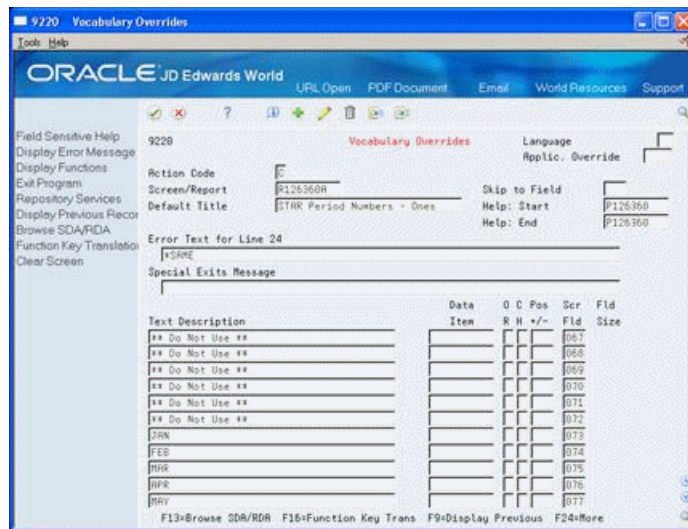 9220 Vocabulary Overrides
Tools Help
ORACLE JD Edwards World
URL Open PDF Document Email World Resources Support
Field Sensitive Help
Display Error Message
Display Functions
Exit Program
Repository Services
Display Previous Recor
Browse SDA/RDA
Function Key Translation
Clear Screen
9220 Vocabulary Overrides Language
Applic. Override
Action Code C
Screen/Report R126360A Skip to Field
Default Title STAR Period Numbers - Ones Help: Start P126360
Help: End P126360
Error Text for Line 24
*SAME
Special Exits Message
Data O C Pos Scr Fld
Text Description Item R H +/- Fld Size
** Do Not Use ** 067
** Do Not Use ** 068
** Do Not Use ** 069
** Do Not Use ** 070
** Do Not Use ** 071
** Do Not Use ** 072
JAN 073
FEB 074
MAR 075
APR 076
MAY 077
F13=Browse SDA/RDA F16=Function Key Trans F9=Display Previous F24=More